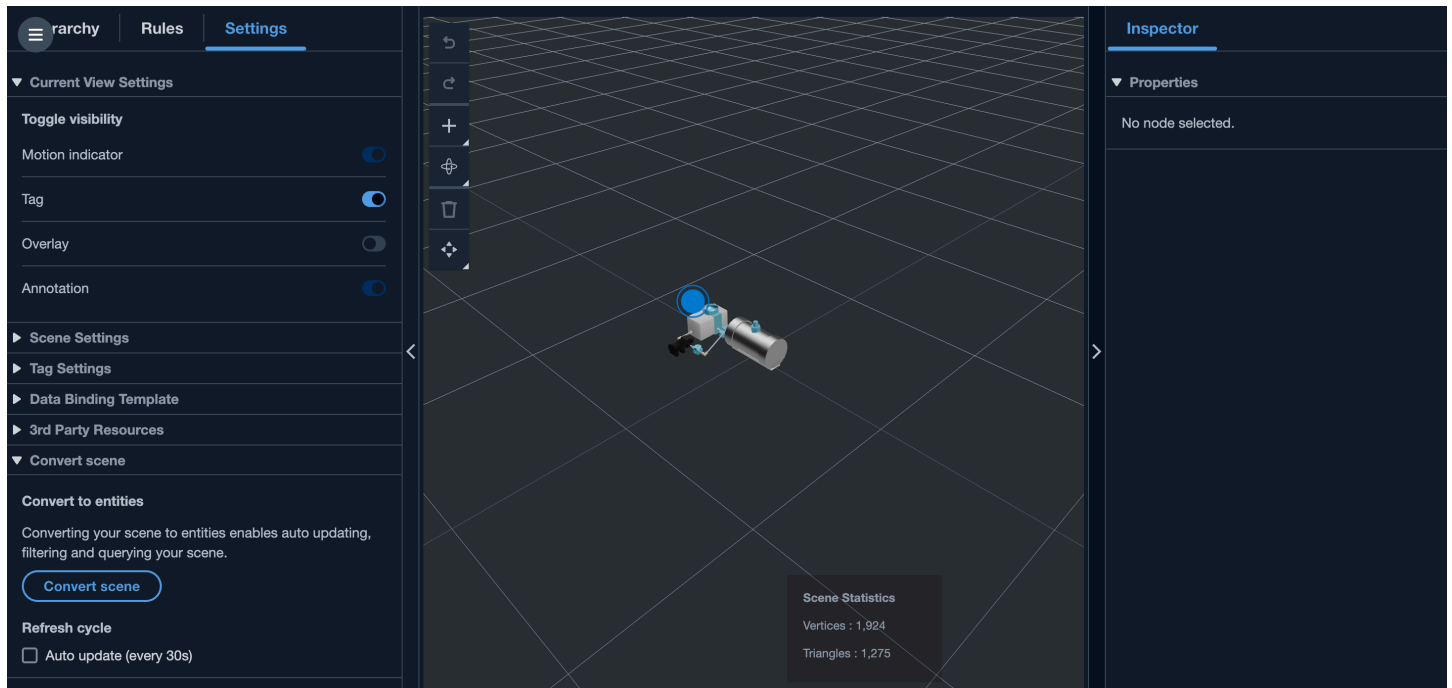 rarchy
Rules
Settings
Current View Settings
Toggle visibility
Motion indicator
Tag
Overlay
Annotation
Scene Settings
Tag Settings
Data Binding Template
3rd Party Resources
Convert scene
Convert to entities
Converting your scene to entities enables auto updating,
filtering and querying your scene.
Convert scene
Refresh cycle
Auto update (every 30s)
Scene Statistics
Vertices : 1,924
Triangles : 1,275
Inspector
Properties
No node selected.